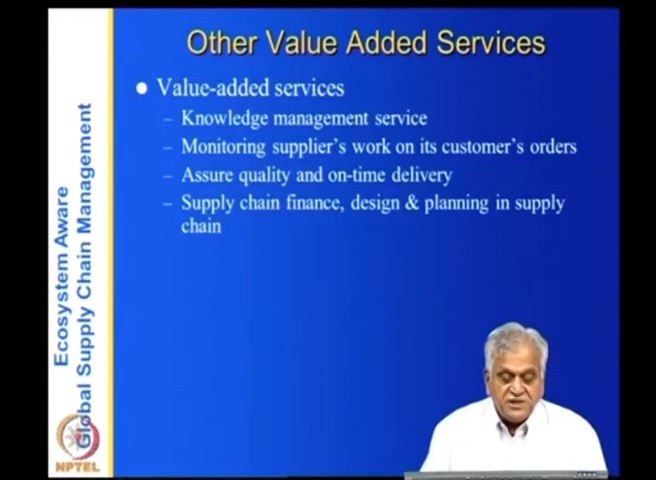 Other Value Added Services
Value-added services
– Knowledge management service
– Monitoring supplier's work on its customer's orders
– Assure quality and on-time delivery
– Supply chain finance, design & planning in supply
chain
Ecosystem Aware
Global Supply Chain Management
NPTEL